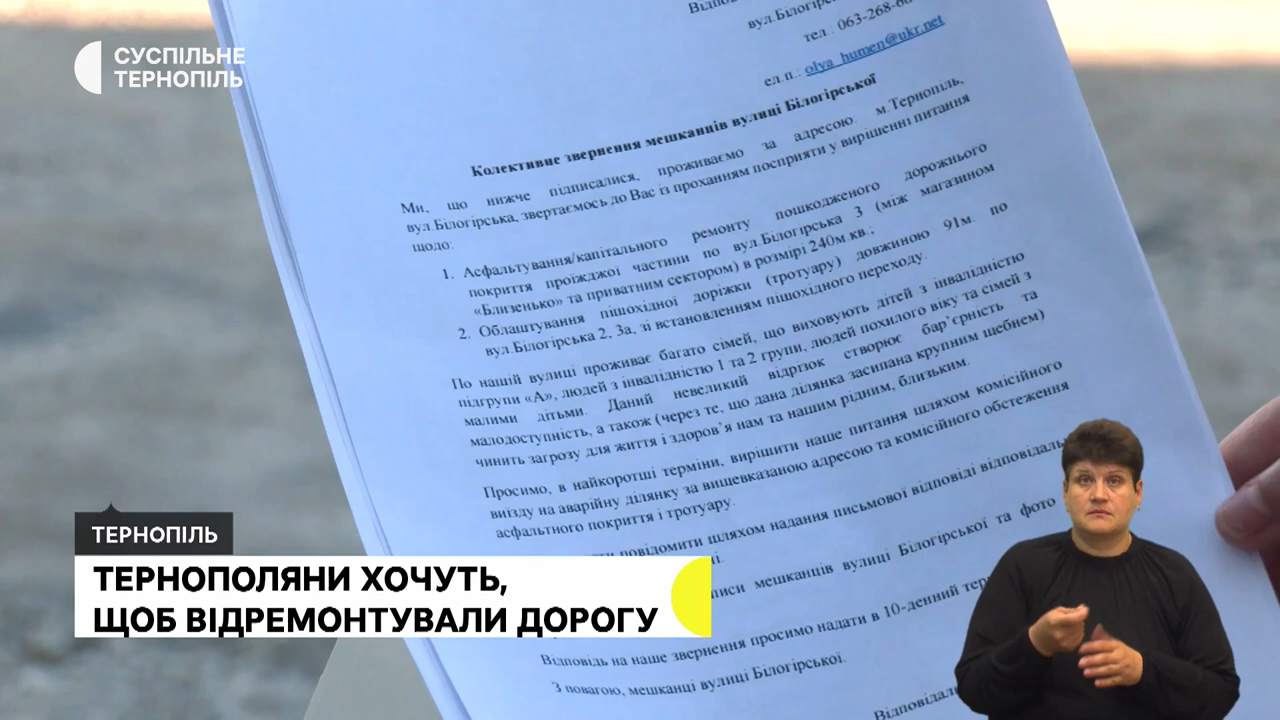 СУСПІЛЬНЕ
ТЕРНОПІЛЬ
вул.Білогірськ
тел.: 063-268-60
ел.п.: olya_humen@ukr.net
Колективне звернення мешканців вулиці Білогірської
Ми, що нижче підписалися, проживаємо за адресою: м.Тернопіль,
вул.Білогірська, звертаємось до Вас із проханням посприяти у вирішенні питання
щодо:
1. Асфальтування/капітального ремонту пошкодженого дорожнього
покриття проїжджої частини по вул.Білогірська 3 (між магазином
«Близенько» та приватним сектором) в розмірі 240м.кв.;
2. Облаштування пішохідної доріжки (тротуару) довжиною 91м. по
вул.Білогірська 2, 3а, зі встановленням пішохідного переходу.
По нашій вулиці проживає багато сімей, що виховують дітей з інвалідністю
підгрупи «А», людей з інвалідністю 1 та 2 групи, людей похилого віку та сімей з
малими дітьми. Даний невеликий відрізок створює бар’єрність та
малодоступність, а також (через те, що дана ділянка засипана крупним щебнем)
чинить загрозу для життя і здоров’я нам та нашим рідним, близьким.
Просимо, в найкоротші терміни, вирішити наше питання шляхом комісійного
виїзду на аварійну ділянку за вищевказаною адресою та комісійного обстеження
асфальтного покриття і тротуару.
повідомити шляхом надання письмової відповіді відповідаль
мешканців вулиці Білогірської та фото
Відповідь на наше звернення просимо надати в 10-денний тер
З повагою, мешканці вулиці Білогірської.
Відповідал
ТЕРНОПІЛЬ
ТЕРНОПОЛЯНИ ХОЧУТЬ,
ЩОБ ВІДРЕМОНТУВАЛИ ДОРОГУ